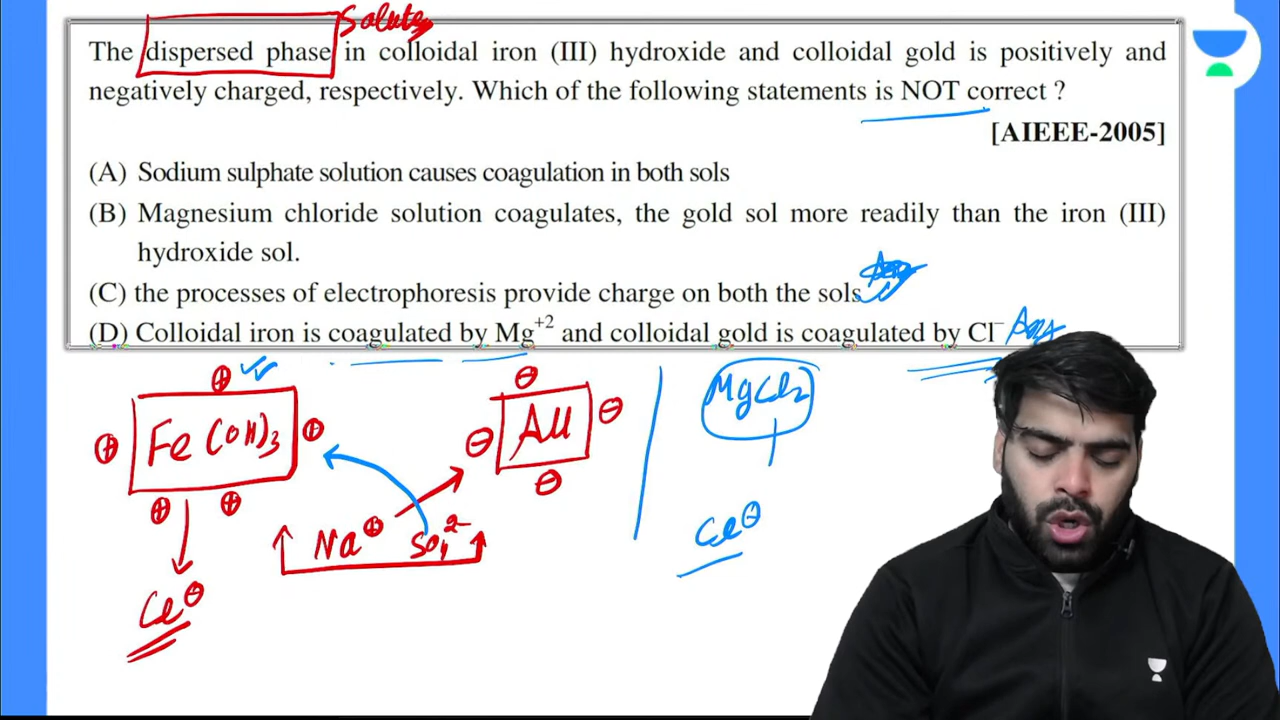 Solute
The dispersed phase in colloidal iron (III) hydroxide and colloidal gold is positively and
negatively charged, respectively. Which of the following statements is NOT correct ?
[AIEEE-2005]
(A) Sodium sulphate solution causes coagulation in both sols
(B) Magnesium chloride solution coagulates, the gold sol more readily than the iron (III)
hydroxide sol.
(C) the processes of electrophoresis provide charge on both the sols
(D) Colloidal iron is coagulated by Mg⁺² and colloidal gold is coagulated by Cl⁻ Ans
⊕ ⊖ MgCl₂
⊕ Fe(OH)₃ ⊕ ⊖ Au ⊖
⊕ ⊕ ⊖
Na⊕ SO₄²⁻ Cl⊖
Cl⊖